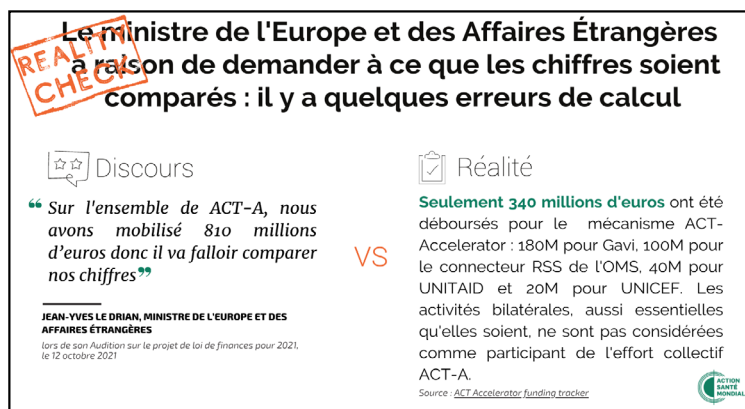 REALITY
CHECK
Le ministre de l'Europe et des Affaires Étrangères
a raison de demander à ce que les chiffres soient
comparés : il y a quelques erreurs de calcul
Discours
“ Sur l'ensemble de ACT-A, nous
avons mobilisé 810 millions
d'euros donc il va falloir comparer
nos chiffres”
JEAN-YVES LE DRIAN, MINISTRE DE L'EUROPE ET DES
AFFAIRES ÉTRANGÈRES
lors de son Audition sur le projet de loi de finances pour 2021,
le 12 octobre 2021
VS
Réalité
Seulement 340 millions d'euros ont été
déboursés pour le mécanisme ACT-
Accelerator : 180M pour Gavi, 100M pour
le connecteur RSS de l'OMS, 40M pour
UNITAID et 20M pour UNICEF. Les
activités bilatérales, aussi essentielles
qu'elles soient, ne sont pas considérées
comme participant de l'effort collectif
ACT-A.
Source : ACT Accelerator funding tracker
ACTION
SANTÉ
MONDIALE